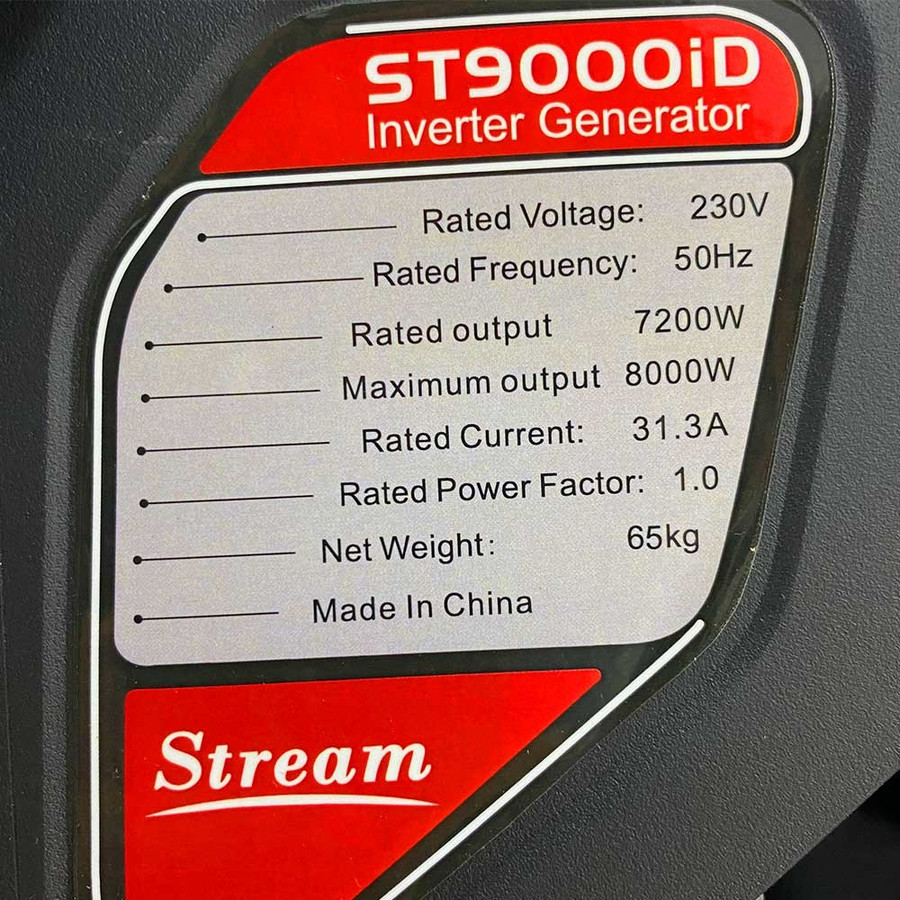 ST9000iD
Inverter Generator
Rated Voltage: 230V
Rated Frequency: 50Hz
Rated output 7200W
Maximum output 8000W
Rated Current: 31.3A
Rated Power Factor: 1.0
Net Weight: 65kg
Made In China
Stream